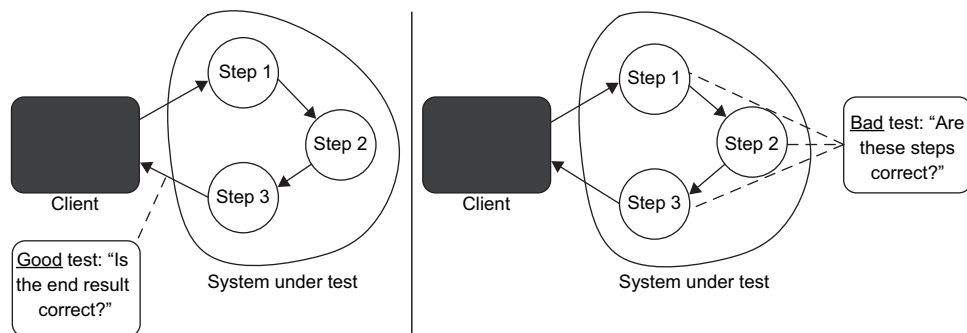 Step 1
Step 2
Step 3
Client
Good test: “Is
the end result
correct?”
System under test
Step 1
Step 2
Step 3
Client
Bad test: “Are
these steps
correct?”
System under test